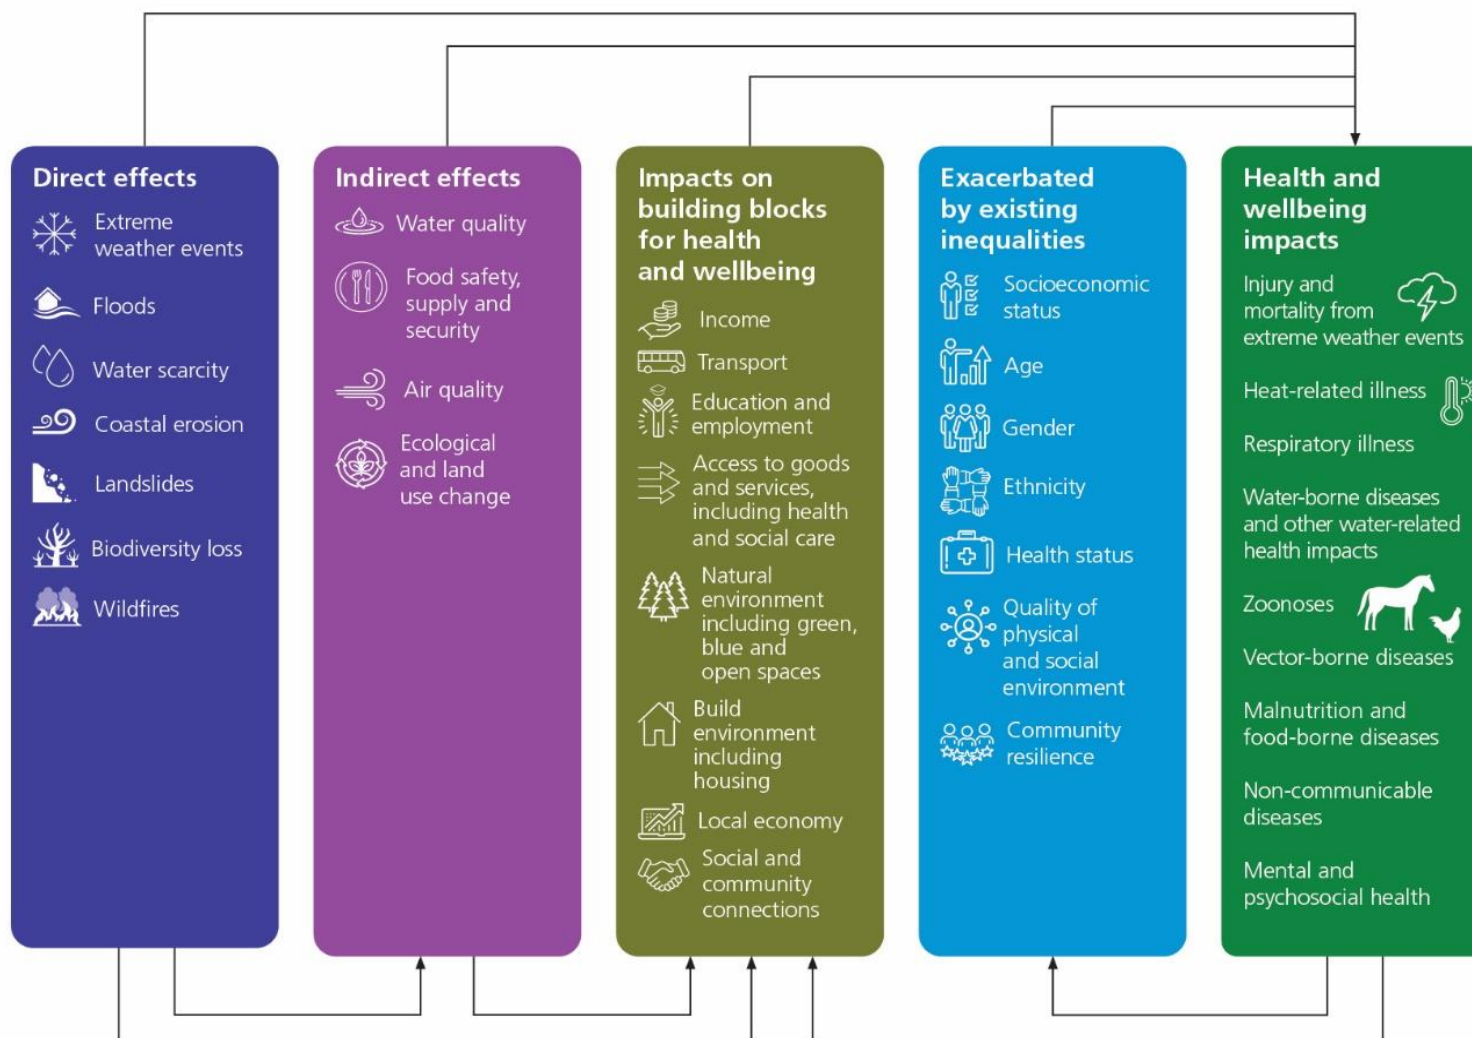 Direct effects
Extreme
weather events
Floods
Water scarcity
Coastal erosion
Landslides
Biodiversity loss
Wildfires
Indirect effects
Water quality
Food safety,
supply and
security
Air quality
Ecological
and land
use change
Impacts on
building blocks
for health
and wellbeing
Income
Transport
Education and
employment
Access to goods
and services,
including health
and social care
Natural
environment
including green,
blue and
open spaces
Build
environment
including
housing
Local economy
Social and
community
connections
Exacerbated
by existing
inequalities
Socioeconomic
status
Age
Gender
Ethnicity
Health status
Quality of
physical
and social
environment
Community
resilience
Health and
wellbeing
impacts
Injury and
mortality from
extreme weather events
Heat-related illness
Respiratory illness
Water-borne diseases
and other water-related
health impacts
Zoonoses
Vector-borne diseases
Malnutrition and
food-borne diseases
Non-communicable
diseases
Mental and
psychosocial health